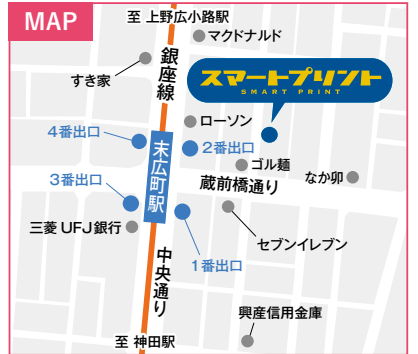 MAP
至 上野広小路駅
マクドナルド
銀座線
すき家
スマートプリント
SMART PRINT
ローソン
4番出口
2番出口
末広町駅
ゴル麺
なか卯
3番出口
蔵前橋通り
三菱UFJ銀行
1番出口
セブンイレブン
中央通り
興産信用金庫
至 神田駅